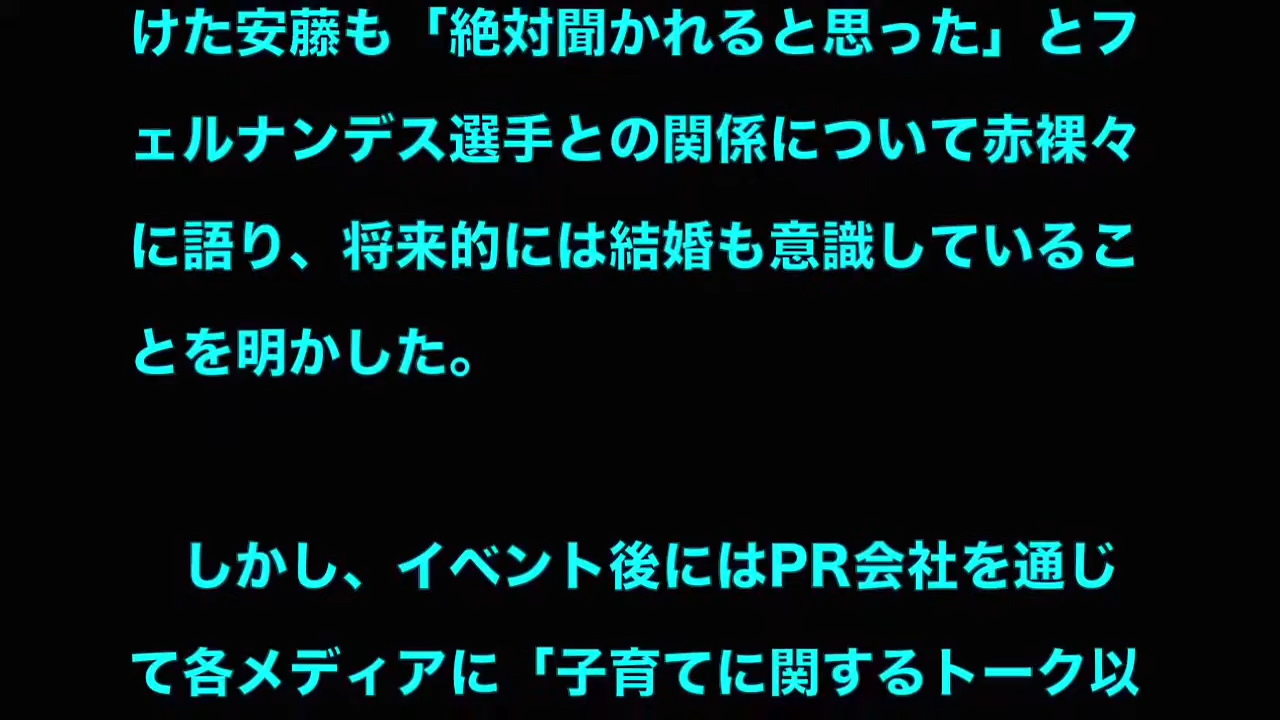 けた安藤も「絶対聞かれると思った」とフ
ェルナンデス選手との関係について赤裸々
に語り、将来的には結婚も意識しているこ
とを明かした。
しかし、イベント後にはPR会社を通じ
て各メディアに「子育てに関するトーク以